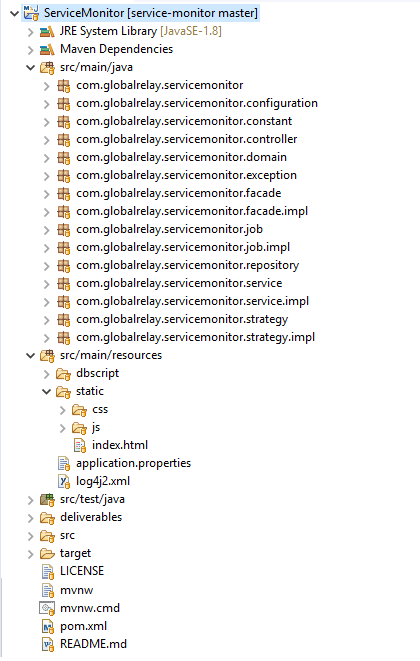 ServiceMonitor [service-monitor master]
JRE System Library [JavaSE-1.8]
Maven Dependencies
src/main/java
com.globalrelay.servicemonitor
com.globalrelay.servicemonitor.configuration
com.globalrelay.servicemonitor.constant
com.globalrelay.servicemonitor.controller
com.globalrelay.servicemonitor.domain
com.globalrelay.servicemonitor.exception
com.globalrelay.servicemonitor.facade
com.globalrelay.servicemonitor.facade.impl
com.globalrelay.servicemonitor.job
com.globalrelay.servicemonitor.job.impl
com.globalrelay.servicemonitor.repository
com.globalrelay.servicemonitor.service
com.globalrelay.servicemonitor.service.impl
com.globalrelay.servicemonitor.strategy
com.globalrelay.servicemonitor.strategy.impl
src/main/resources
dbscript
static
css
js
index.html
application.properties
log4j2.xml
src/test/java
deliverables
src
target
LICENSE
mvnw
mvnw.cmd
pom.xml
README.md